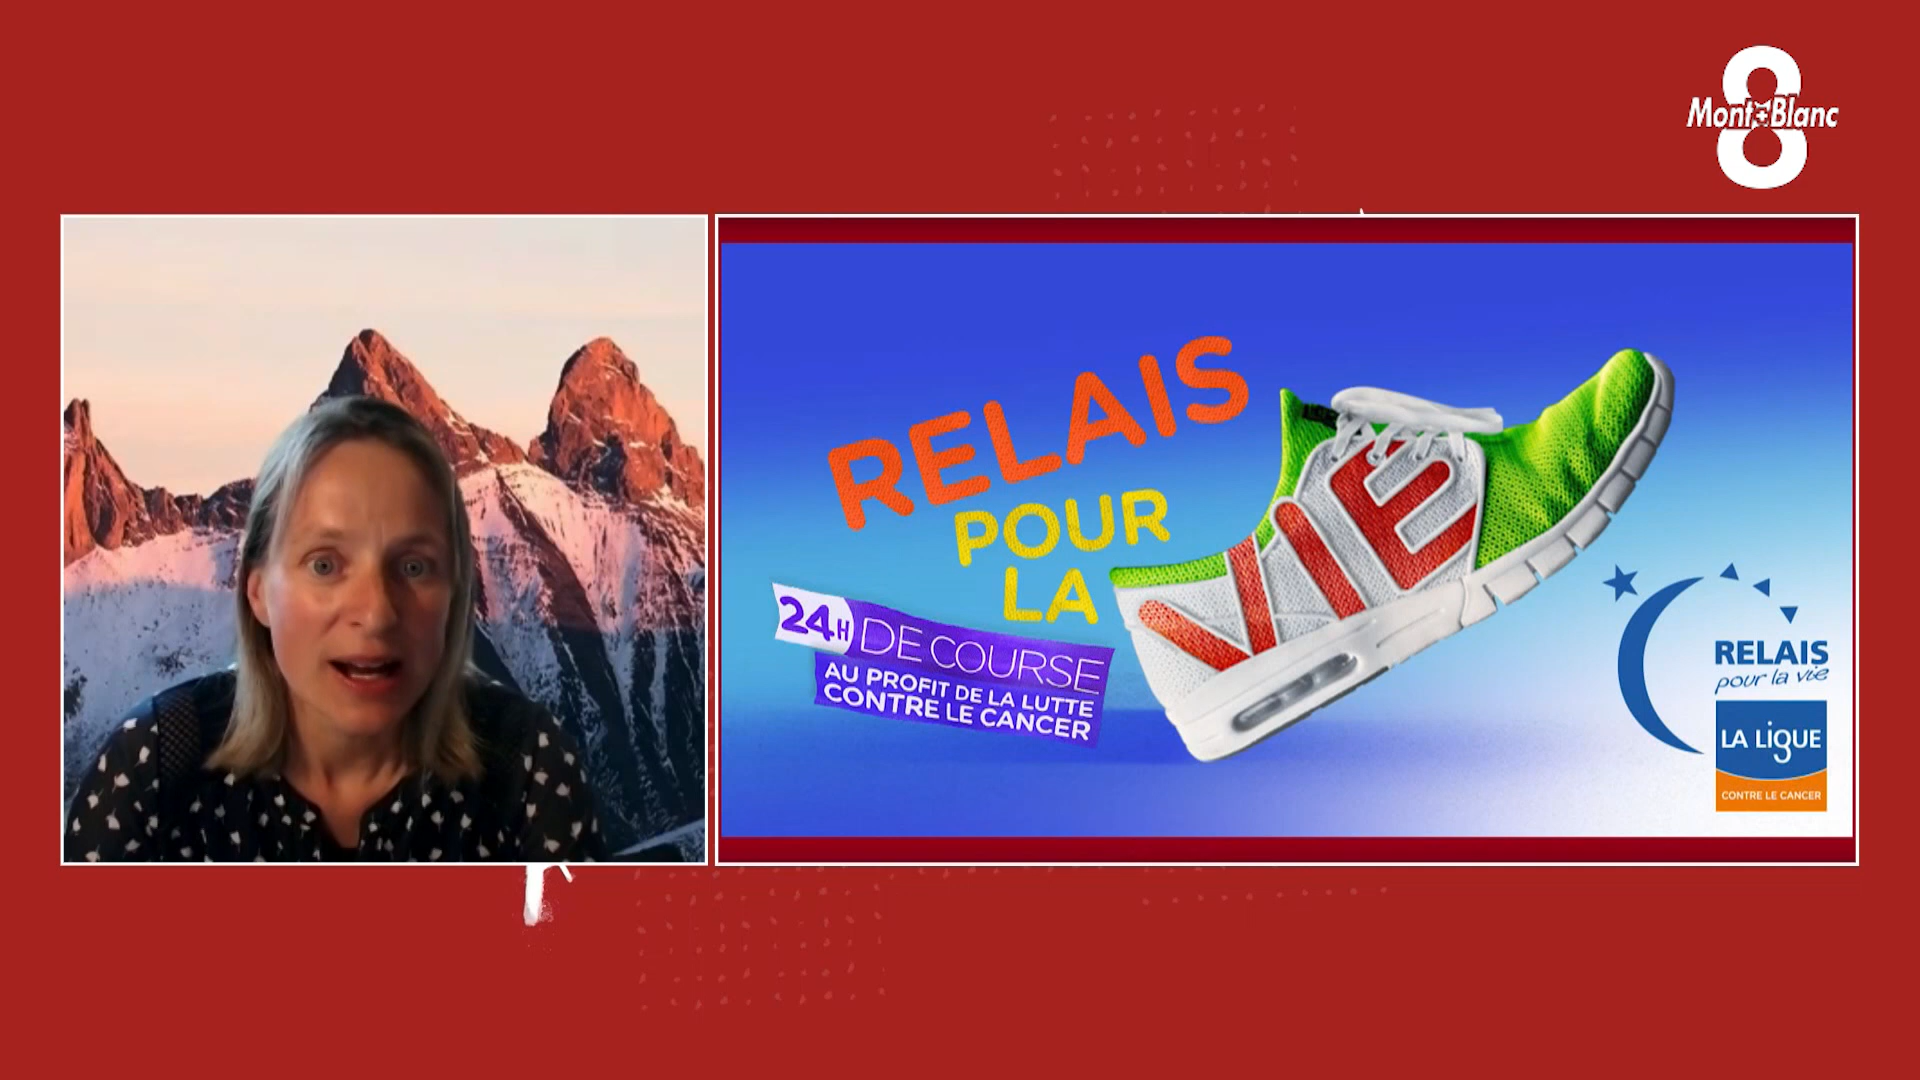 8
Mont Blanc
RELAIS
POUR
LA
VIE
24H DE COURSE
AU PROFIT DE LA LUTTE
CONTRE LE CANCER
RELAIS
pour la vie
LA LigUE
CONTRE LE CANCER